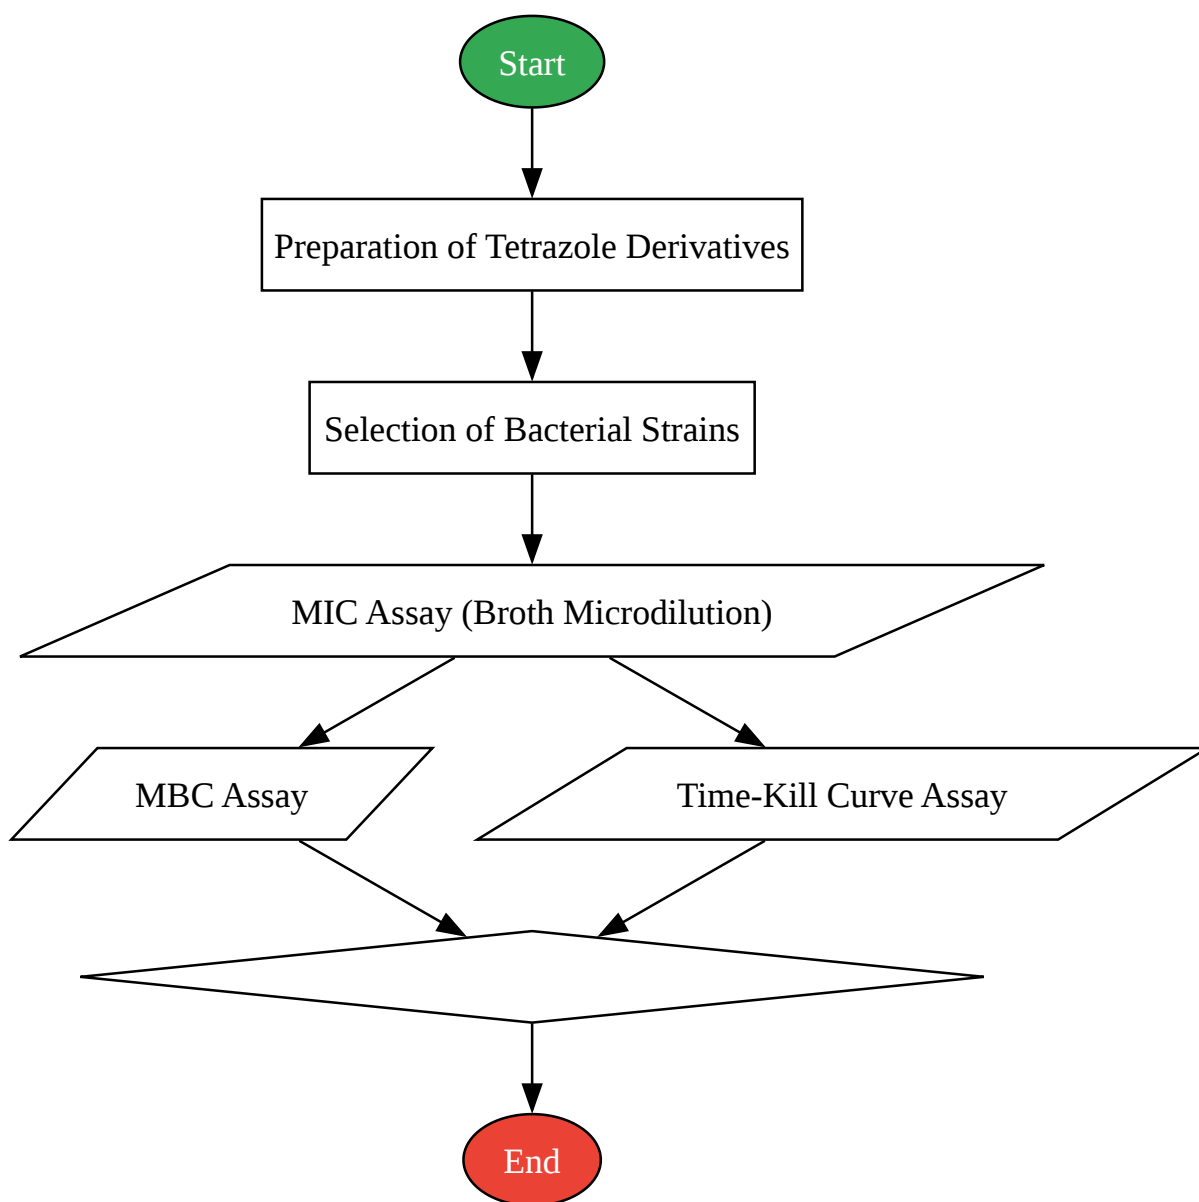 Start
Preparation of Tetrazole Derivatives
Selection of Bacterial Strains
MIC Assay (Broth Microdilution)
MBC Assay
Time-Kill Curve Assay
End